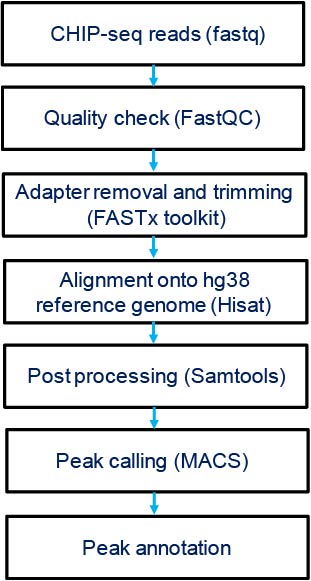 CHIP-seq reads (fastq)
Quality check (FastQC)
Adapter removal and trimming
(FASTx toolkit)
Alignment onto hg38
reference genome (Hisat)
Post processing (Samtools)
Peak calling (MACS)
Peak annotation